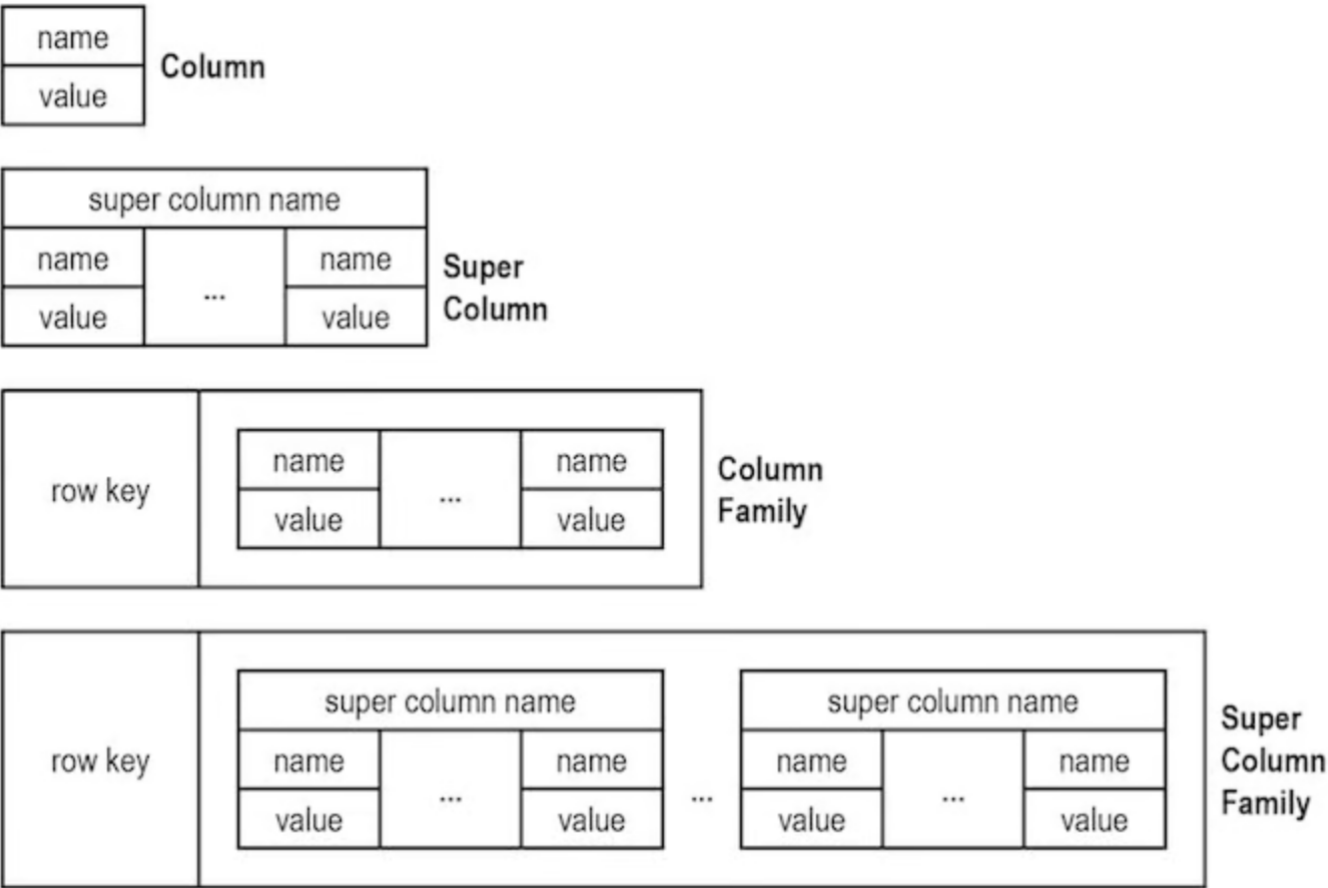 name
value
Column
super column name
name ... name
value value
Super
Column
row key
name ... name
value value
Column
Family
row key
super column name ... super column name
name ... name name ... name
value value value value
Super
Column
Family